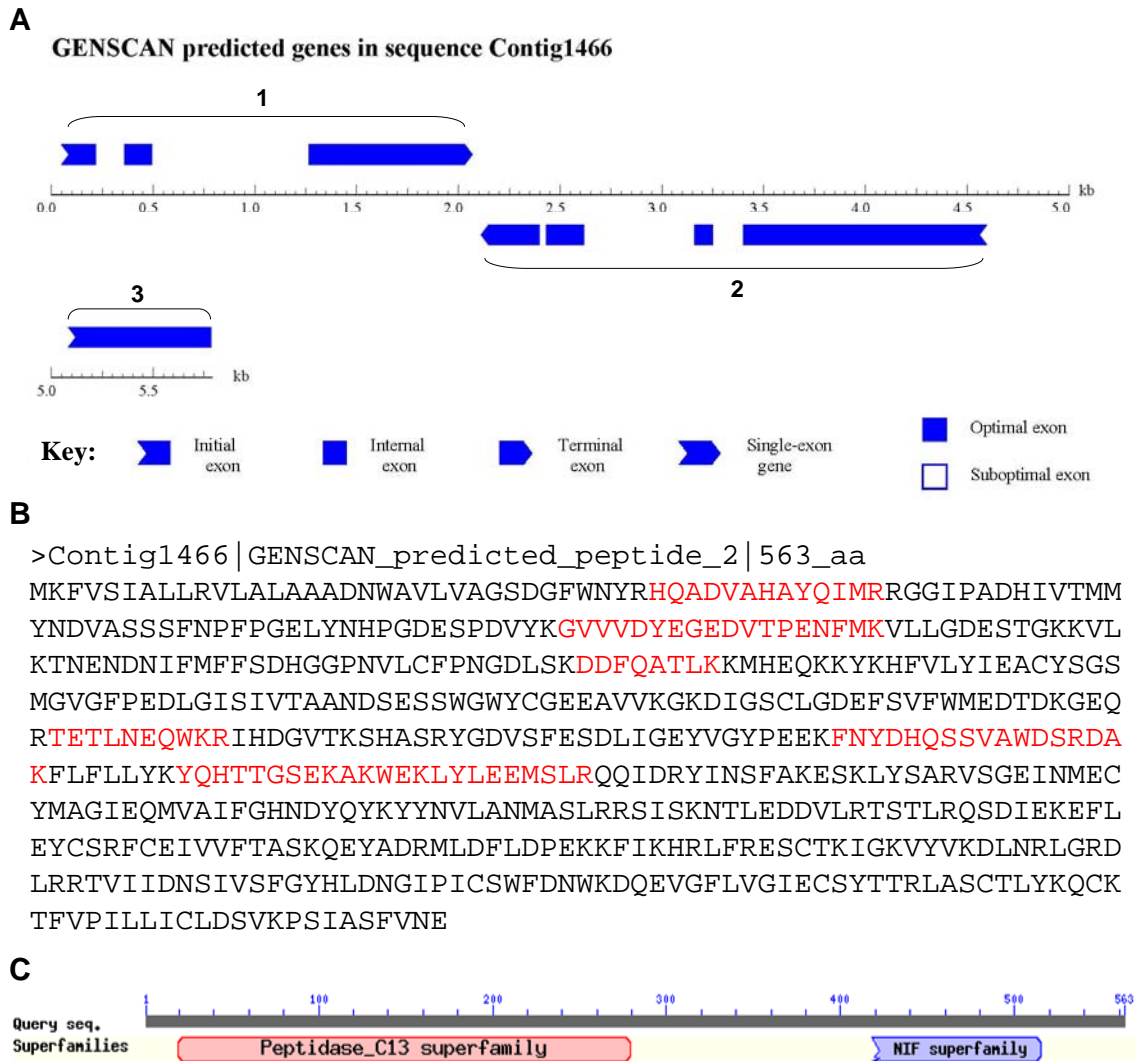 A
GENSCAN predicted genes in sequence Contig1466
1
0.0 0.5 1.0 1.5 2.0 2.5 3.0 3.5 4.0 4.5 5.0 kb
2
3
5.0 5.5 kb
Key: Initial exon Internal exon Terminal exon Single-exon gene Optimal exon
Suboptimal exon
B
>Contig1466|GENSCAN_predicted_peptide_2|563_aa
MKFVSIALLRVLALAAADNWAVLVAGSDGFWNYRHQADVAHAYQIMRRGGIPADHIVTMM
YNDVASSSFNPFPGELYNHPGDESPDVYKGVVVDYEGEDVTPENFMKVLLGDESTGKKVL
KTNENDNIFMFFSDHGGPNVLCFPNGDLSKDDFQATLKKMHEQKKYKHFVLYIEACYSGS
MGVGFPEDLGISIVTAANDSESSWGWYCGEEAVVKGKDIGSCLGDEFSVFWMEDTDKGEQ
RTETLNEQWKRIHDGVTKSHASRYGDVSFESDLIGEYVGYPEEKFNYDHQSSVAWDSRDA
KFLFLLYKYQHTTGSEKAKWEKLYLEEMSLRQQIDRYINSFAKESKLYSARVSGEINMEC
YMAGIEQMVAIFGHNDYQYKYYNVLANMASLRRSISKNTLEDDVLRTSTLRQSDIEKEFL
EYCSRFCEIVVFTASKQEYADRMLDFLDPEKKFIKHRLFRESCTKIGKVYVKDLNRLGRD
LRRTVIIDNSIVSFGYHLDNGIPICSWFDNWKDQEVGFLVGIECSYTTRLASCTLYKQCK
TFVPILLICLDSVKPSIASFVNE
C
1 100 200 300 400 500 563
Query seq.
Superfamilies Peptidase_C13 superfamily NIF superfamily